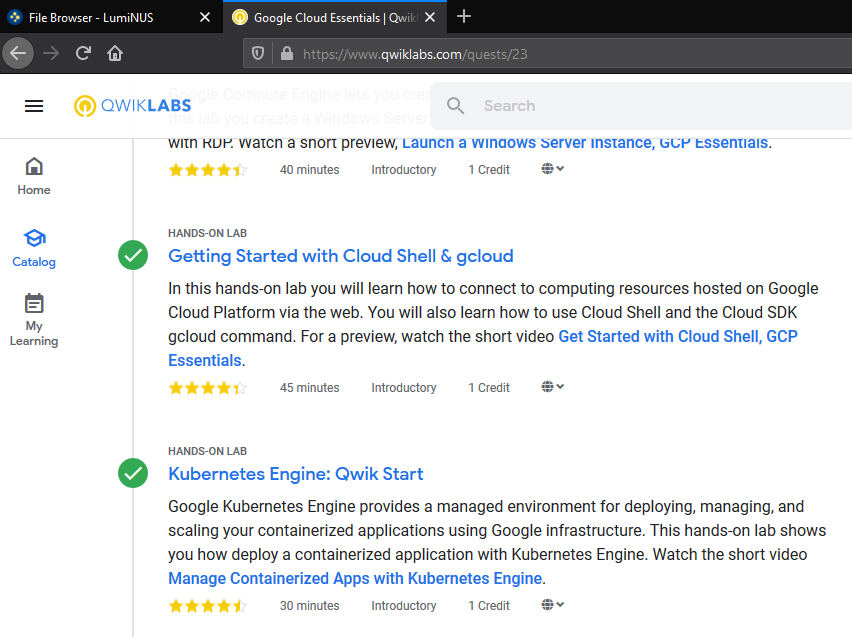 File Browser - LumiNUS
Google Cloud Essentials | Qwik
https://www.qwiklabs.com/quests/23
QWIKLABS
Search
Google Compute Engine lets you crea
this lab you create a Windows Server
with RDP. Watch a short preview, Launch a Windows Server Instance, GCP Essentials.
40 minutes Introductory 1 Credit
Home
Catalog
My
Learning
HANDS-ON LAB
Getting Started with Cloud Shell & gcloud
In this hands-on lab you will learn how to connect to computing resources hosted on Google
Cloud Platform via the web. You will also learn how to use Cloud Shell and the Cloud SDK
gcloud command. For a preview, watch the short video Get Started with Cloud Shell, GCP
Essentials.
45 minutes Introductory 1 Credit
HANDS-ON LAB
Kubernetes Engine: Qwik Start
Google Kubernetes Engine provides a managed environment for deploying, managing, and
scaling your containerized applications using Google infrastructure. This hands-on lab shows
you how deploy a containerized application with Kubernetes Engine. Watch the short video
Manage Containerized Apps with Kubernetes Engine.
30 minutes Introductory 1 Credit